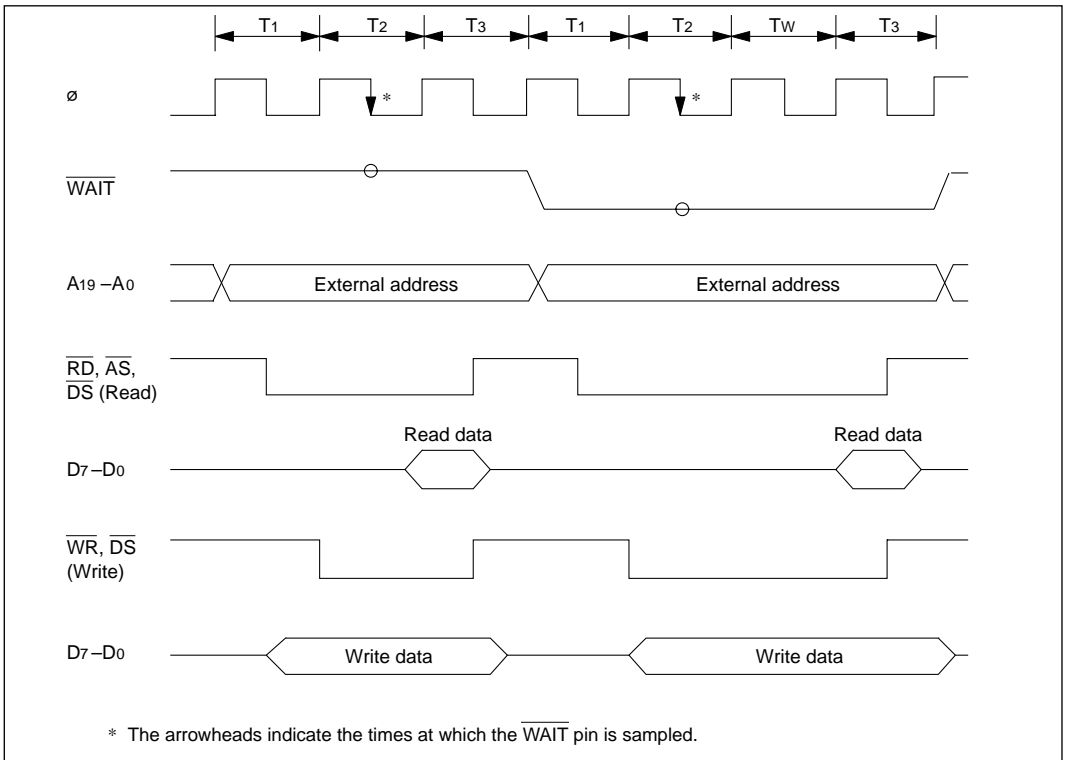 T1 T2 T3 T1 T2 TW T3
ø
* *
WAIT
A19–A0 External address External address
RD, AS,
DS (Read)
Read data Read data
D7–D0
WR, DS
(Write)
D7–D0 Write data Write data
* The arrowheads indicate the times at which the WAIT pin is sampled.